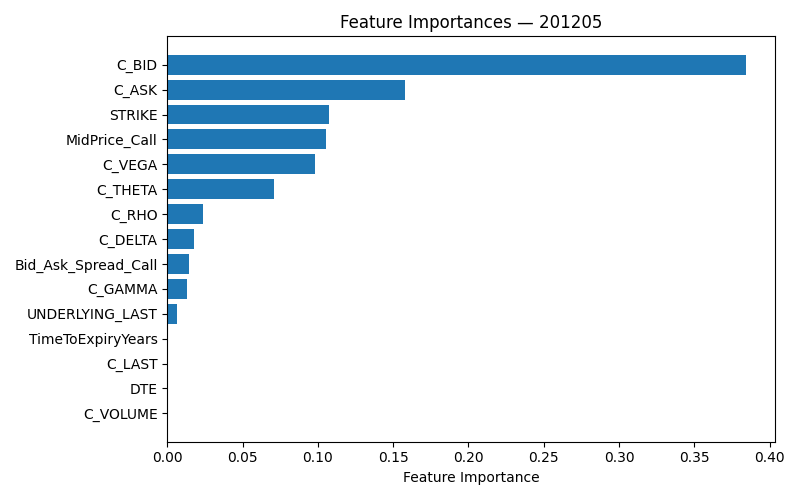 Feature Importances — 201205
C_BID
C_ASK
STRIKE
MidPrice_Call
C_VEGA
C_THETA
C_RHO
C_DELTA
Bid_Ask_Spread_Call
C_GAMMA
UNDERLYING_LAST
TimeToExpiryYears
C_LAST
DTE
C_VOLUME
0.00 0.05 0.10 0.15 0.20 0.25 0.30 0.35 0.40
Feature Importance